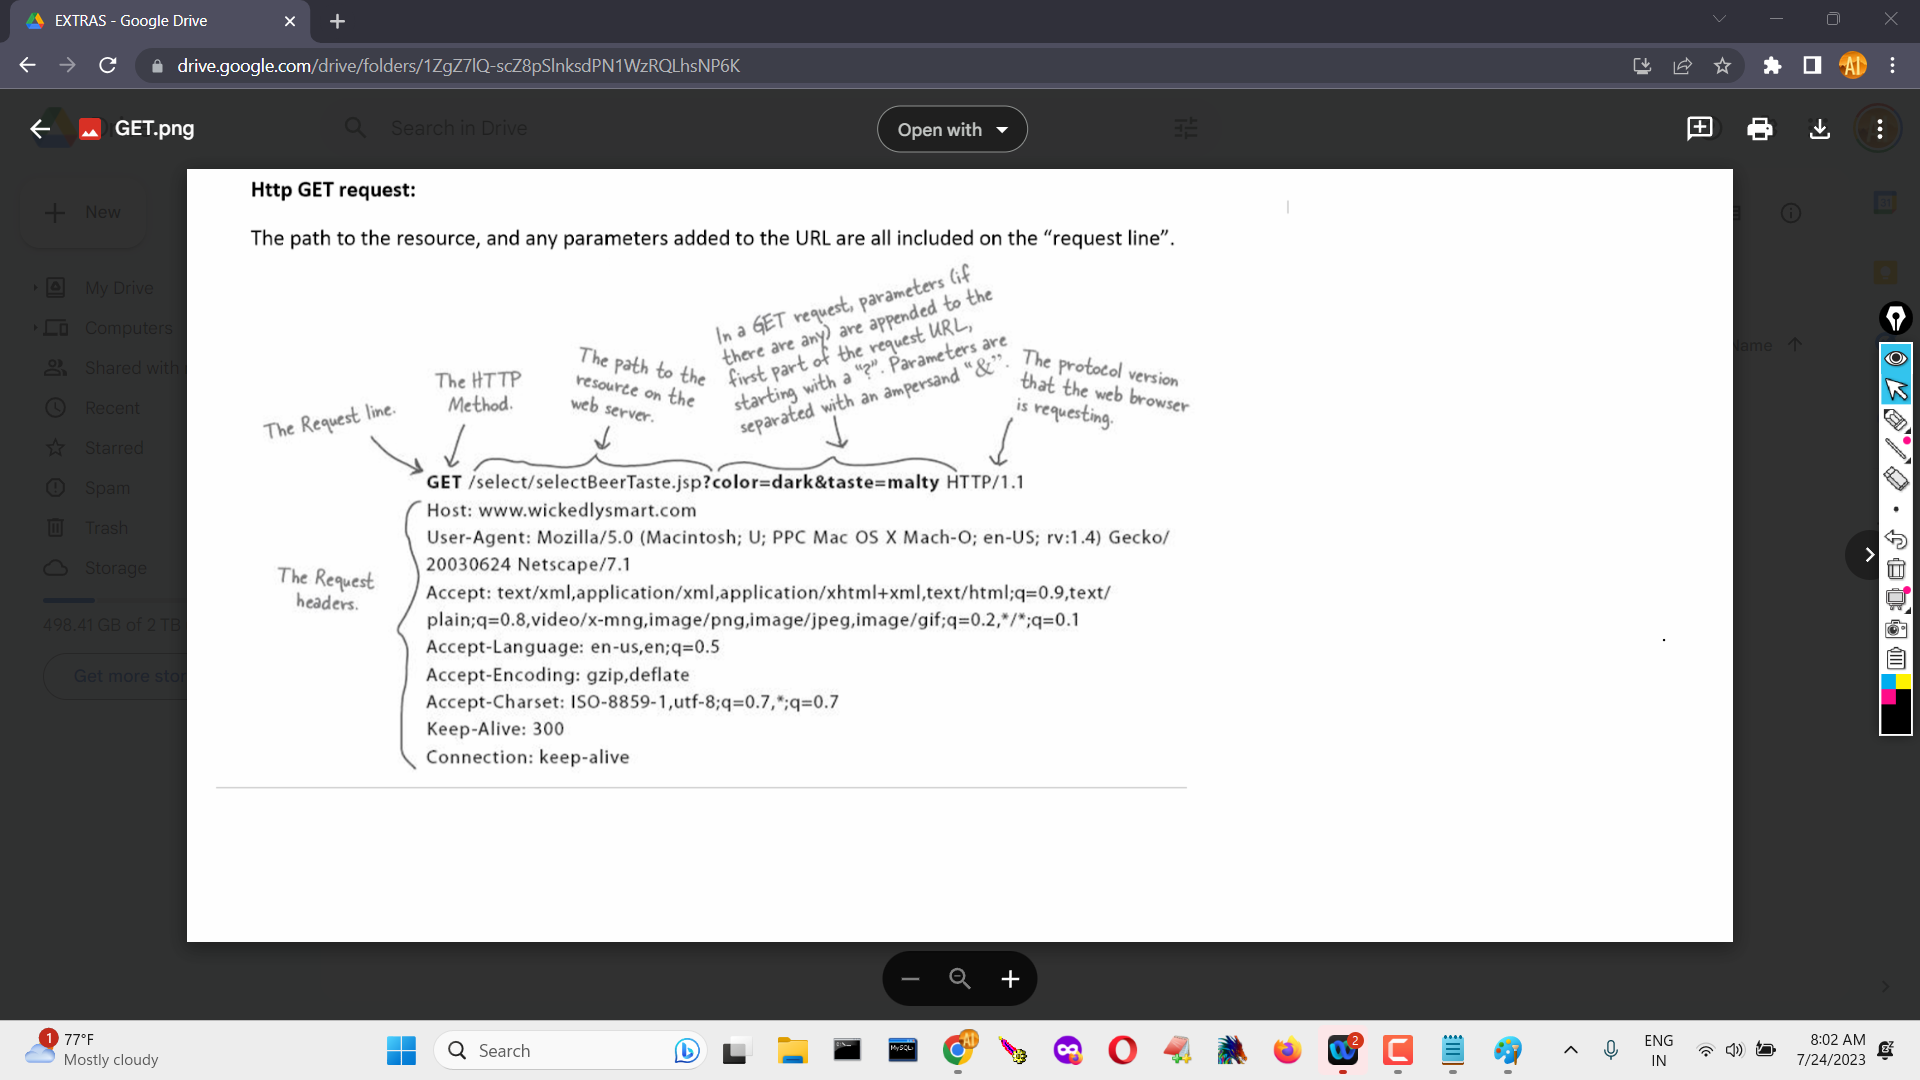 EXTRAS - Google Drive
drive.google.com/drive/folders/1ZgZ7lQ-scZ8pSlnksdPN1WzRQLhsNP6K
GET.png
Search in Drive
Open with
New
My Drive
Computers
Shared with
Recent
Starred
Spam
Trash
Storage
498.41 GB of 2 TB
Get more stor
Name
Http GET request:
The path to the resource, and any parameters added to the URL are all included on the “request line”.
The Request line.
The HTTP
Method.
The path to the
resource on the
web server.
In a GET request, parameters (if
there are any) are appended to the
first part of the request URL,
starting with a “?”. Parameters are
separated with an ampersand “&”.
The protocol version
that the web browser
is requesting.
GET /select/selectBeerTaste.jsp?color=dark&taste=malty HTTP/1.1
Host: www.wickedlysmart.com
User-Agent: Mozilla/5.0 (Macintosh; U; PPC Mac OS X Mach-O; en-US; rv:1.4) Gecko/
20030624 Netscape/7.1
Accept: text/xml,application/xml,application/xhtml+xml,text/html;q=0.9,text/
plain;q=0.8,video/x-mng,image/png,image/jpeg,image/gif;q=0.2,*/*;q=0.1
Accept-Language: en-us,en;q=0.5
Accept-Encoding: gzip,deflate
Accept-Charset: ISO-8859-1,utf-8;q=0.7,*;q=0.7
Keep-Alive: 300
Connection: keep-alive
The Request
headers.
1
77°F
Mostly cloudy
Search
MySQL
AI
2
ENG
IN
8:02 AM
7/24/2023